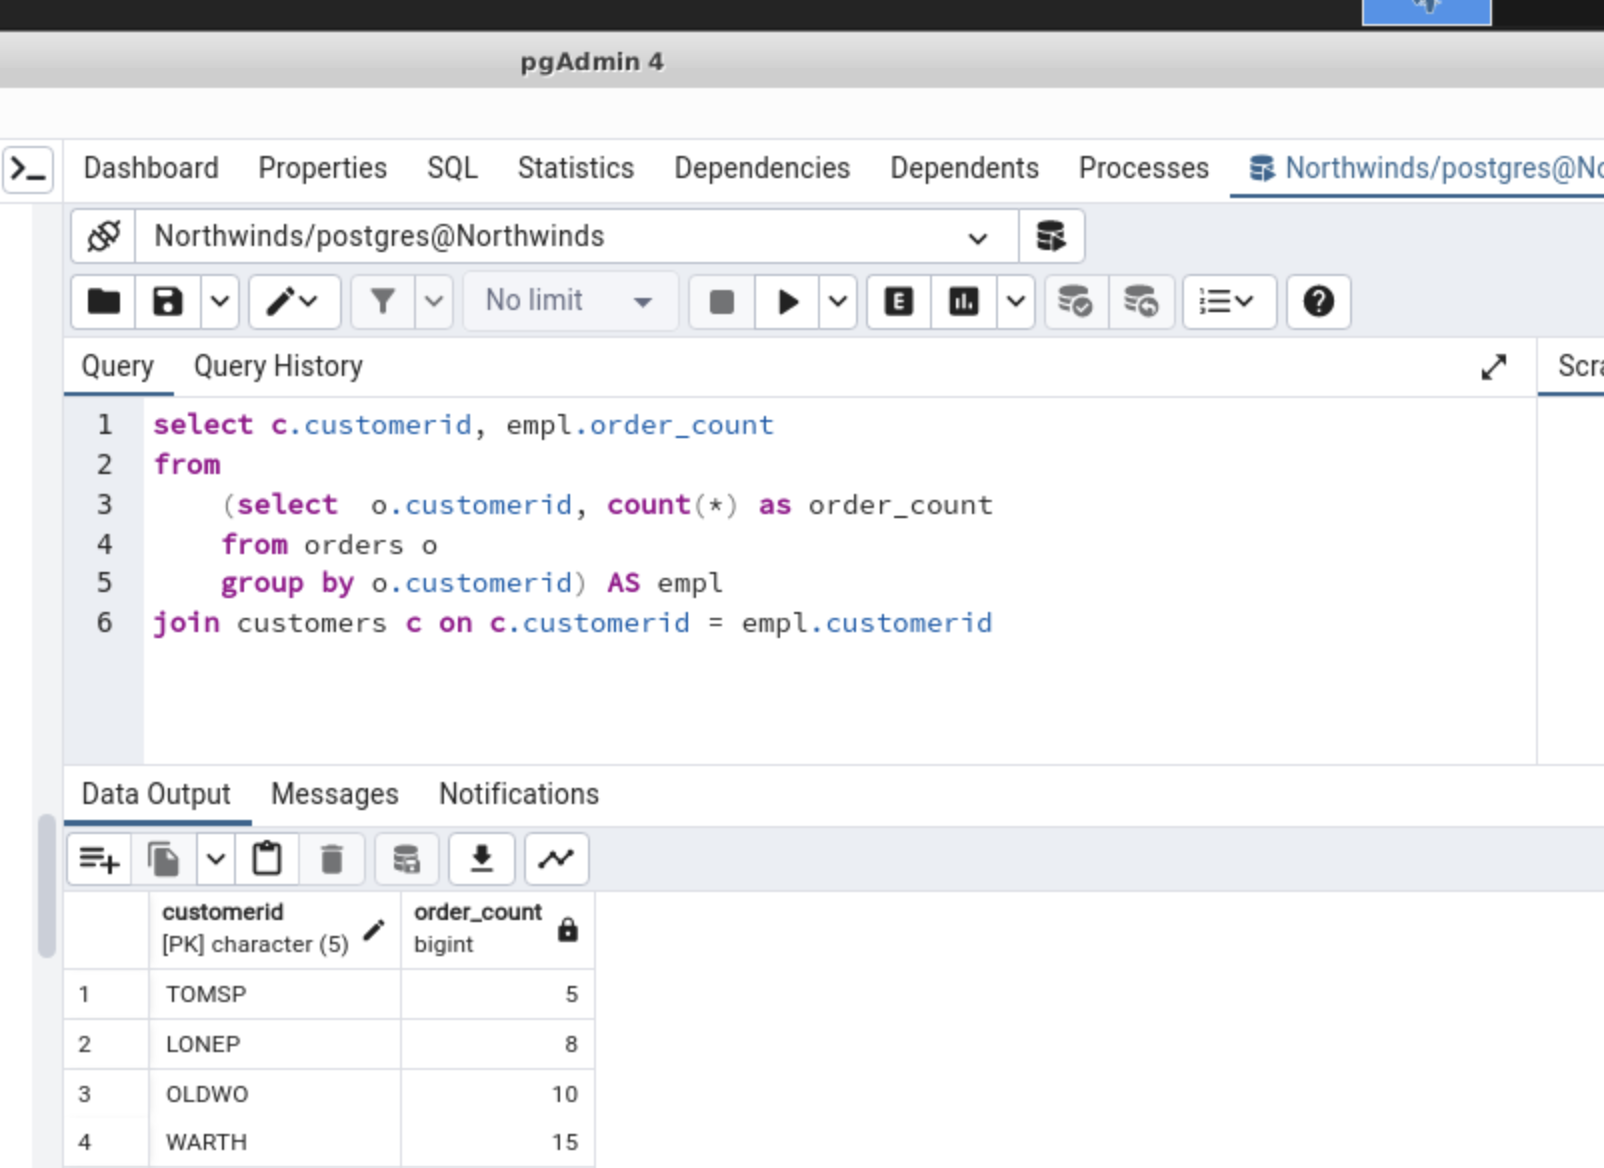 pgAdmin 4
Dashboard Properties SQL Statistics Dependencies Dependents Processes Northwinds/postgres@No
Northwinds/postgres@Northwinds
No limit
Query Query History Scra
1 select c.customerid, empl.order_count
2 from
3 (select  o.customerid, count(*) as order_count
4 from orders o
5 group by o.customerid) AS empl
6 join customers c on c.customerid = empl.customerid
Data Output Messages Notifications
customerid order_count
[PK] character (5) bigint
1 TOMSP 5
2 LONEP 8
3 OLDWO 10
4 WARTH 15